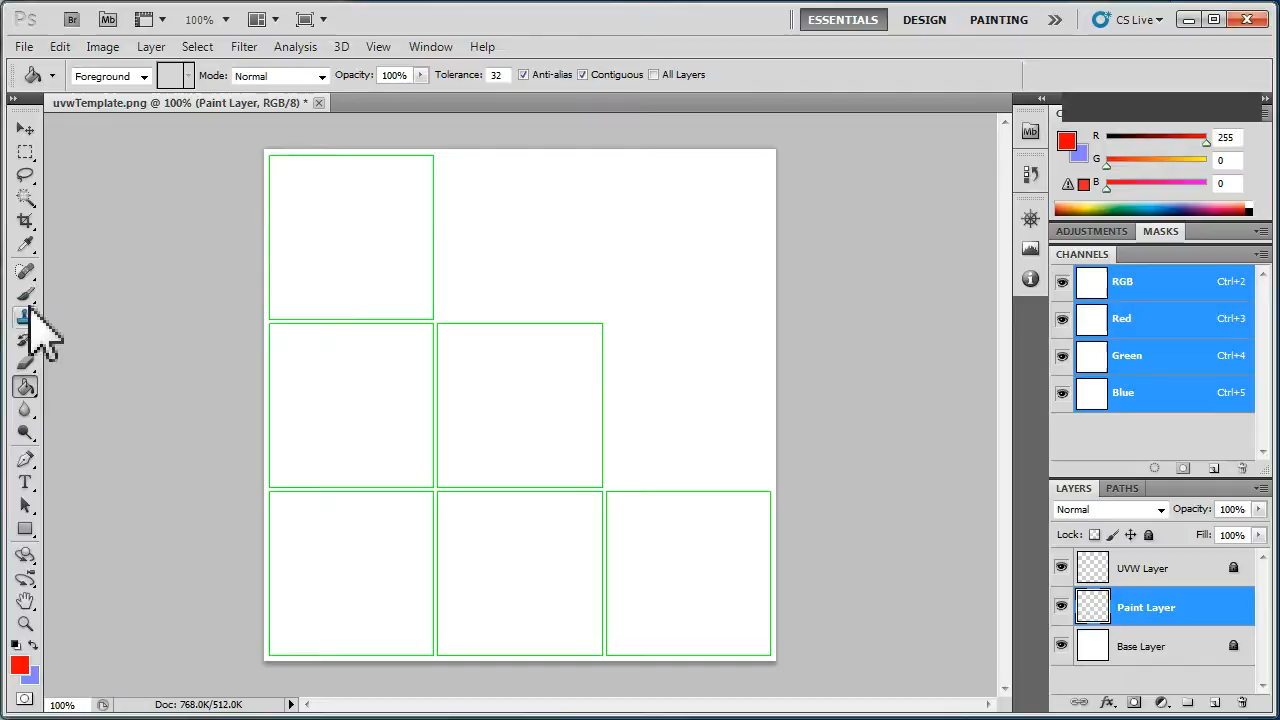 Ps Br Mb 100% ESSENTIALS DESIGN PAINTING CS Live
File Edit Image Layer Select Filter Analysis 3D View Window Help
Foreground Mode: Normal Opacity: 100% Tolerance: 32 Anti-alias Contiguous All Layers
uvwTemplate.png @ 100% (Paint Layer, RGB/8) *
Mb
R 255
G 0
B 0
ADJUSTMENTS MASKS
CHANNELS
RGB Ctrl+2
Red Ctrl+3
Green Ctrl+4
Blue Ctrl+5
LAYERS PATHS
Normal Opacity: 100%
Lock: Fill: 100%
UVW Layer
Paint Layer
Base Layer
T
100% Doc: 768.0K/512.0K